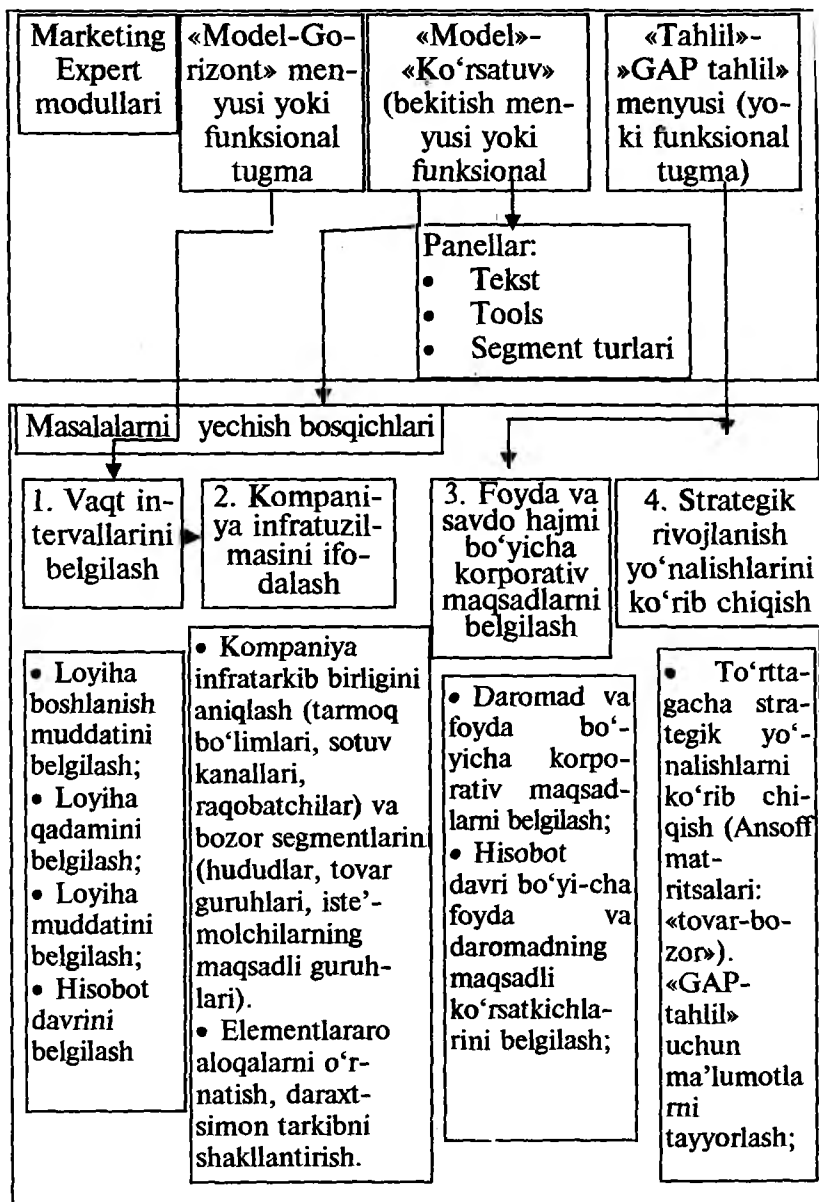 Marketing
Expert
modullari
«Model-Go-
rizont» men-
yusi yoki
funksional
tugma
«Model»-
«Ko‘rsatuv»
(bekitish men-
yusi yoki
funksional
«Tahlil»-
»GAP tahlil»
menyusi (yo-
ki funksional
tugma)
Panellar:
• Tekst
• Tools
• Segment turlari
Masalalarni yechish bosqichlari
1. Vaqt in-
tervallarini
belgilash
2. Kompani-
ya infratuzil-
masini ifo-
dalash
3. Foyda va
savdo hajmi
bo‘yicha
korporativ
maqsadlarni
belgilash
4. Strategik
rivojlanish
yo‘nalishlarini
ko‘rib chiqish
• Loyiha
boshlanish
muddatini
belgilash;
• Loyiha
qadamini
belgilash;
• Loyiha
muddatini
belgilash;
• Hisobot
davrini
belgilash
• Kompaniya
infratarkib birligini
aniqlash (tarmoq
bo‘limlari, sotuv
kanallari,
raqobatchilar) va
bozor segmentlarin
(hududlar, tovar
guruhlari, iste’-
molchilarning
maqsadli guruh-
lari).
• Elementlararo
aloqalarni o‘r-
natish, daraxt-
simon tarkibni
shakllantirish.
• Daromad va
foyda bo‘-
yicha korpo-
rativ maqsad-
larni belgilash;
• Hisobot
davri bo‘yi-cha
foyda va
daromadning
maqsadli
ko‘rsatkichla-
rini belgilash;
• To‘rtta-
gacha stra-
tegik yo‘-
nalishlarni
ko‘rib chi-
qish (Ansoff
mat-
ritsalari:
«tovar-bo-
zor»).
«GAP-
tahlil»
uchun
ma’lumotla
rni
tayyorlash;